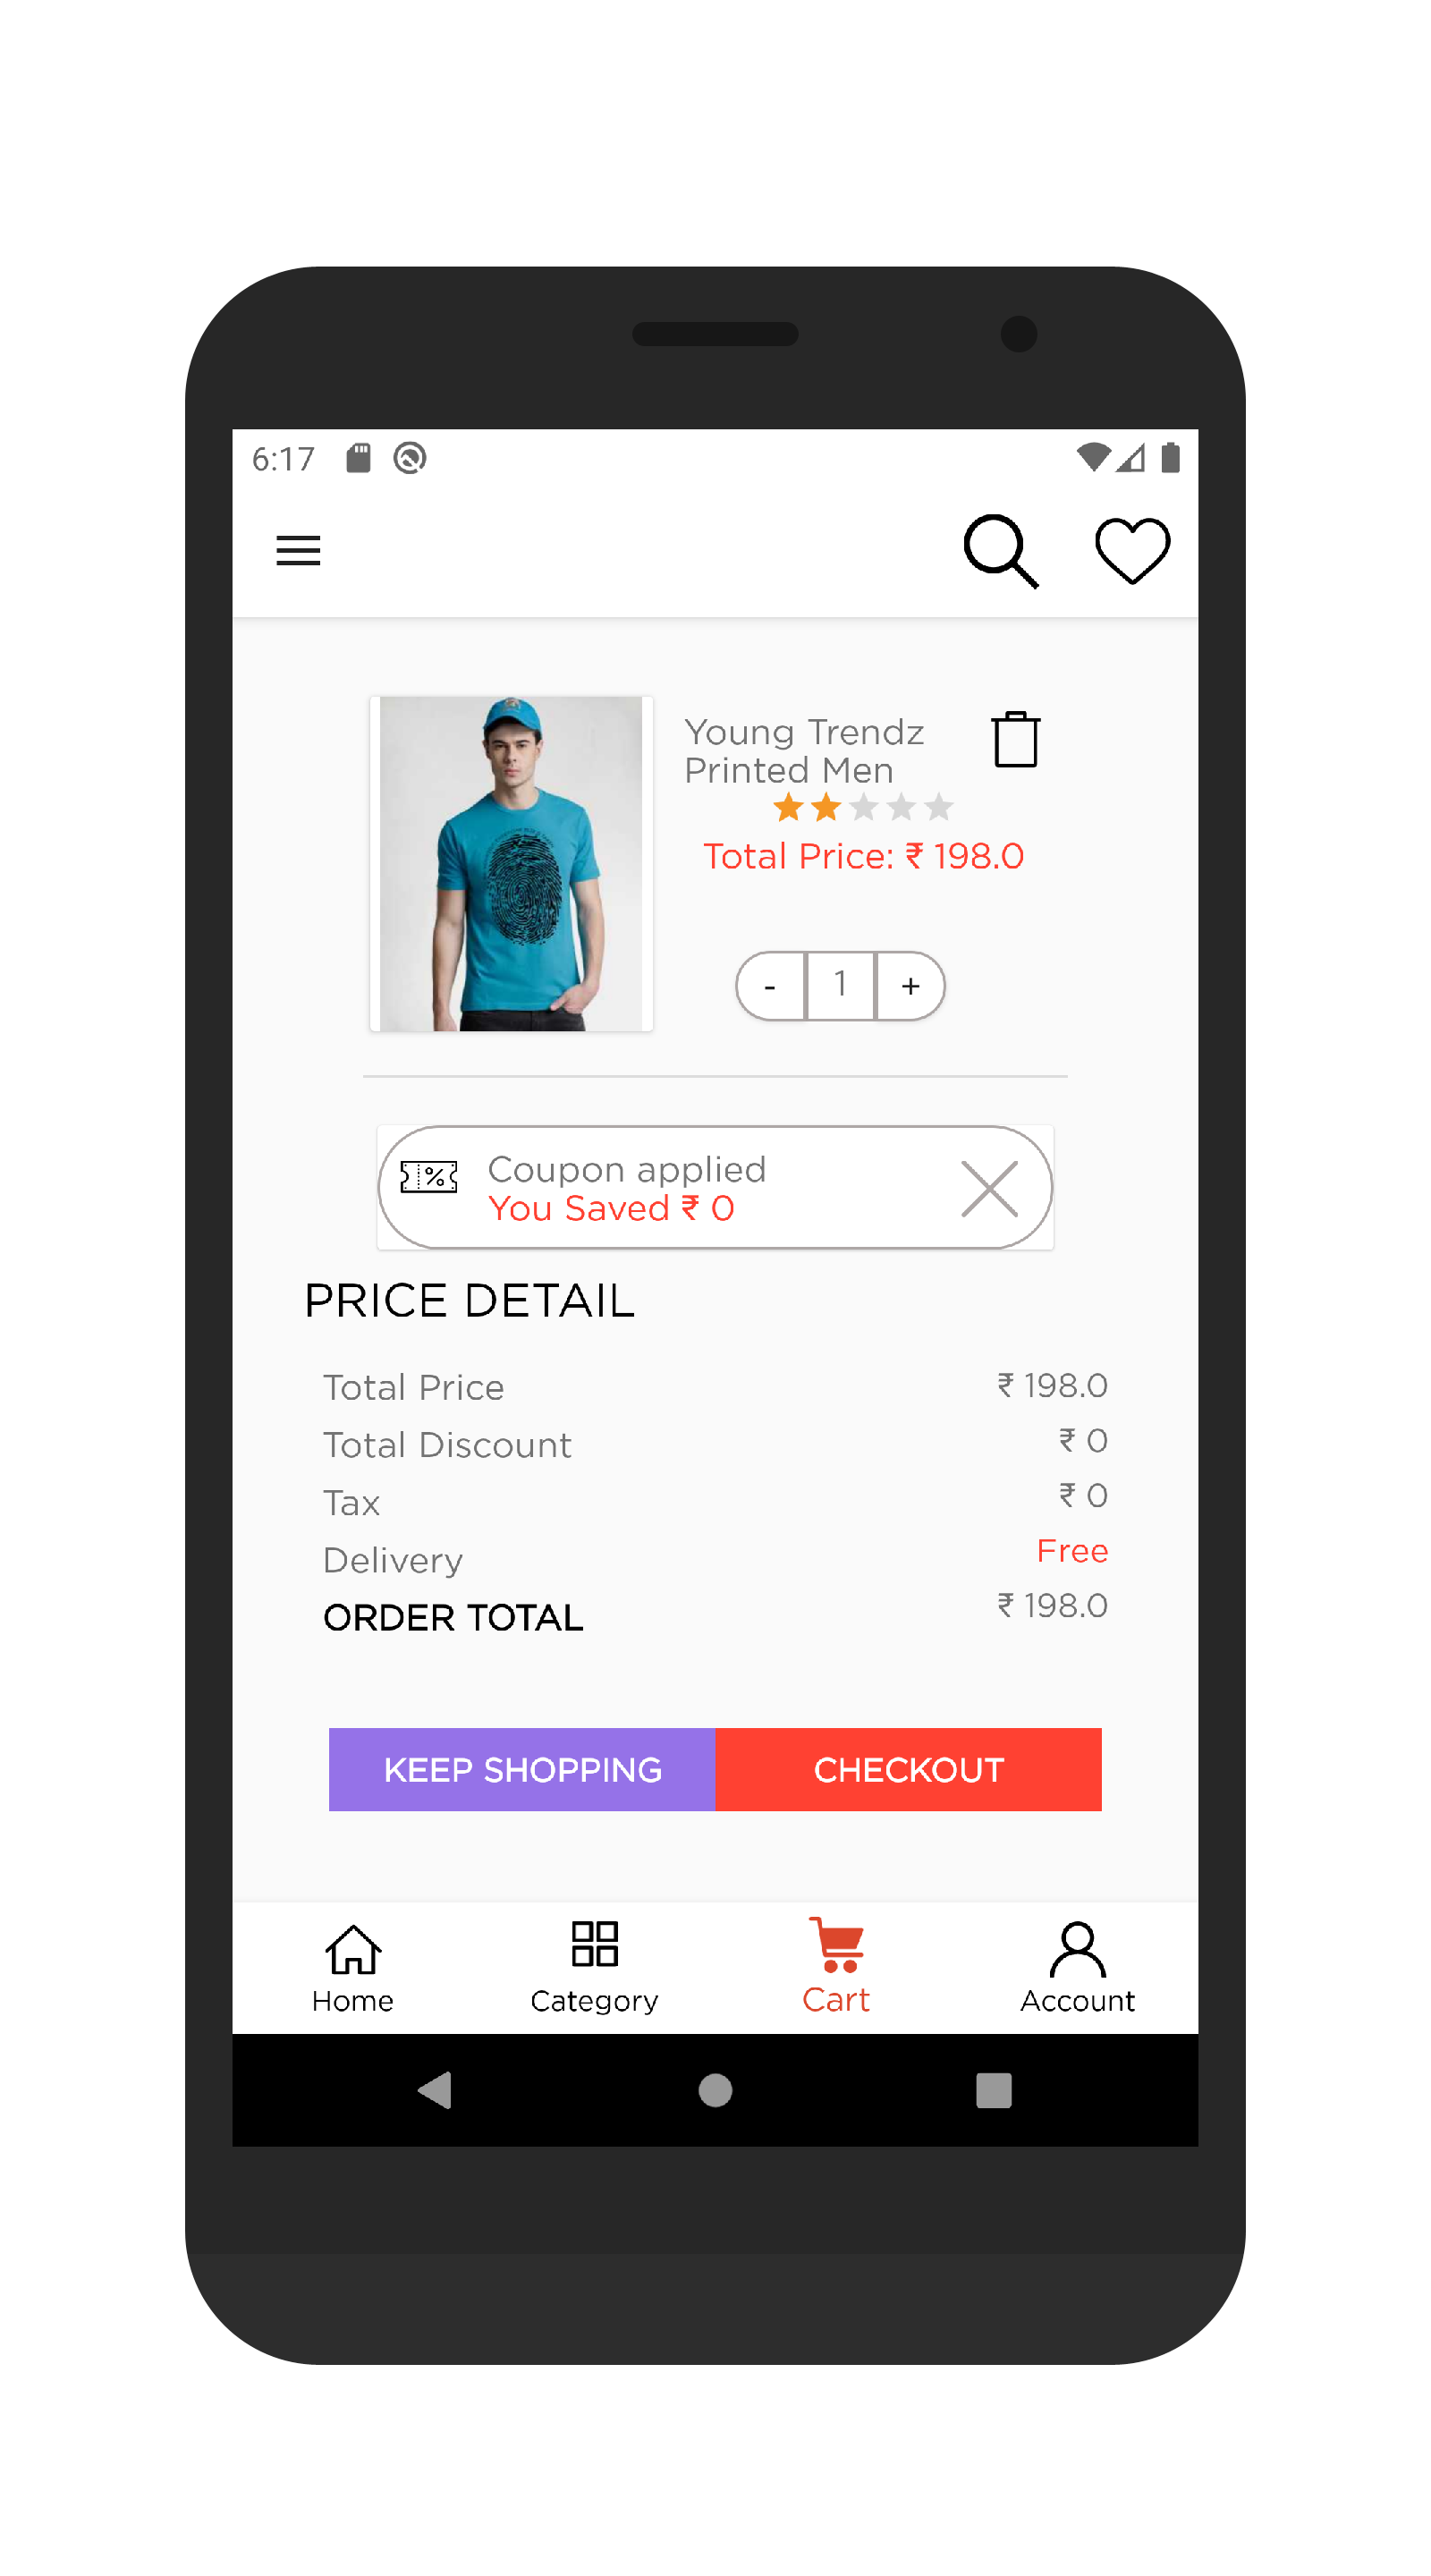 6:17
Young Trendz
Printed Men
Total Price: ₹ 198.0
- 1 +
Coupon applied
You Saved ₹ 0
PRICE DETAIL
Total Price ₹ 198.0
Total Discount ₹ 0
Tax ₹ 0
Delivery Free
ORDER TOTAL ₹ 198.0
KEEP SHOPPING CHECKOUT
Home Category Cart Account